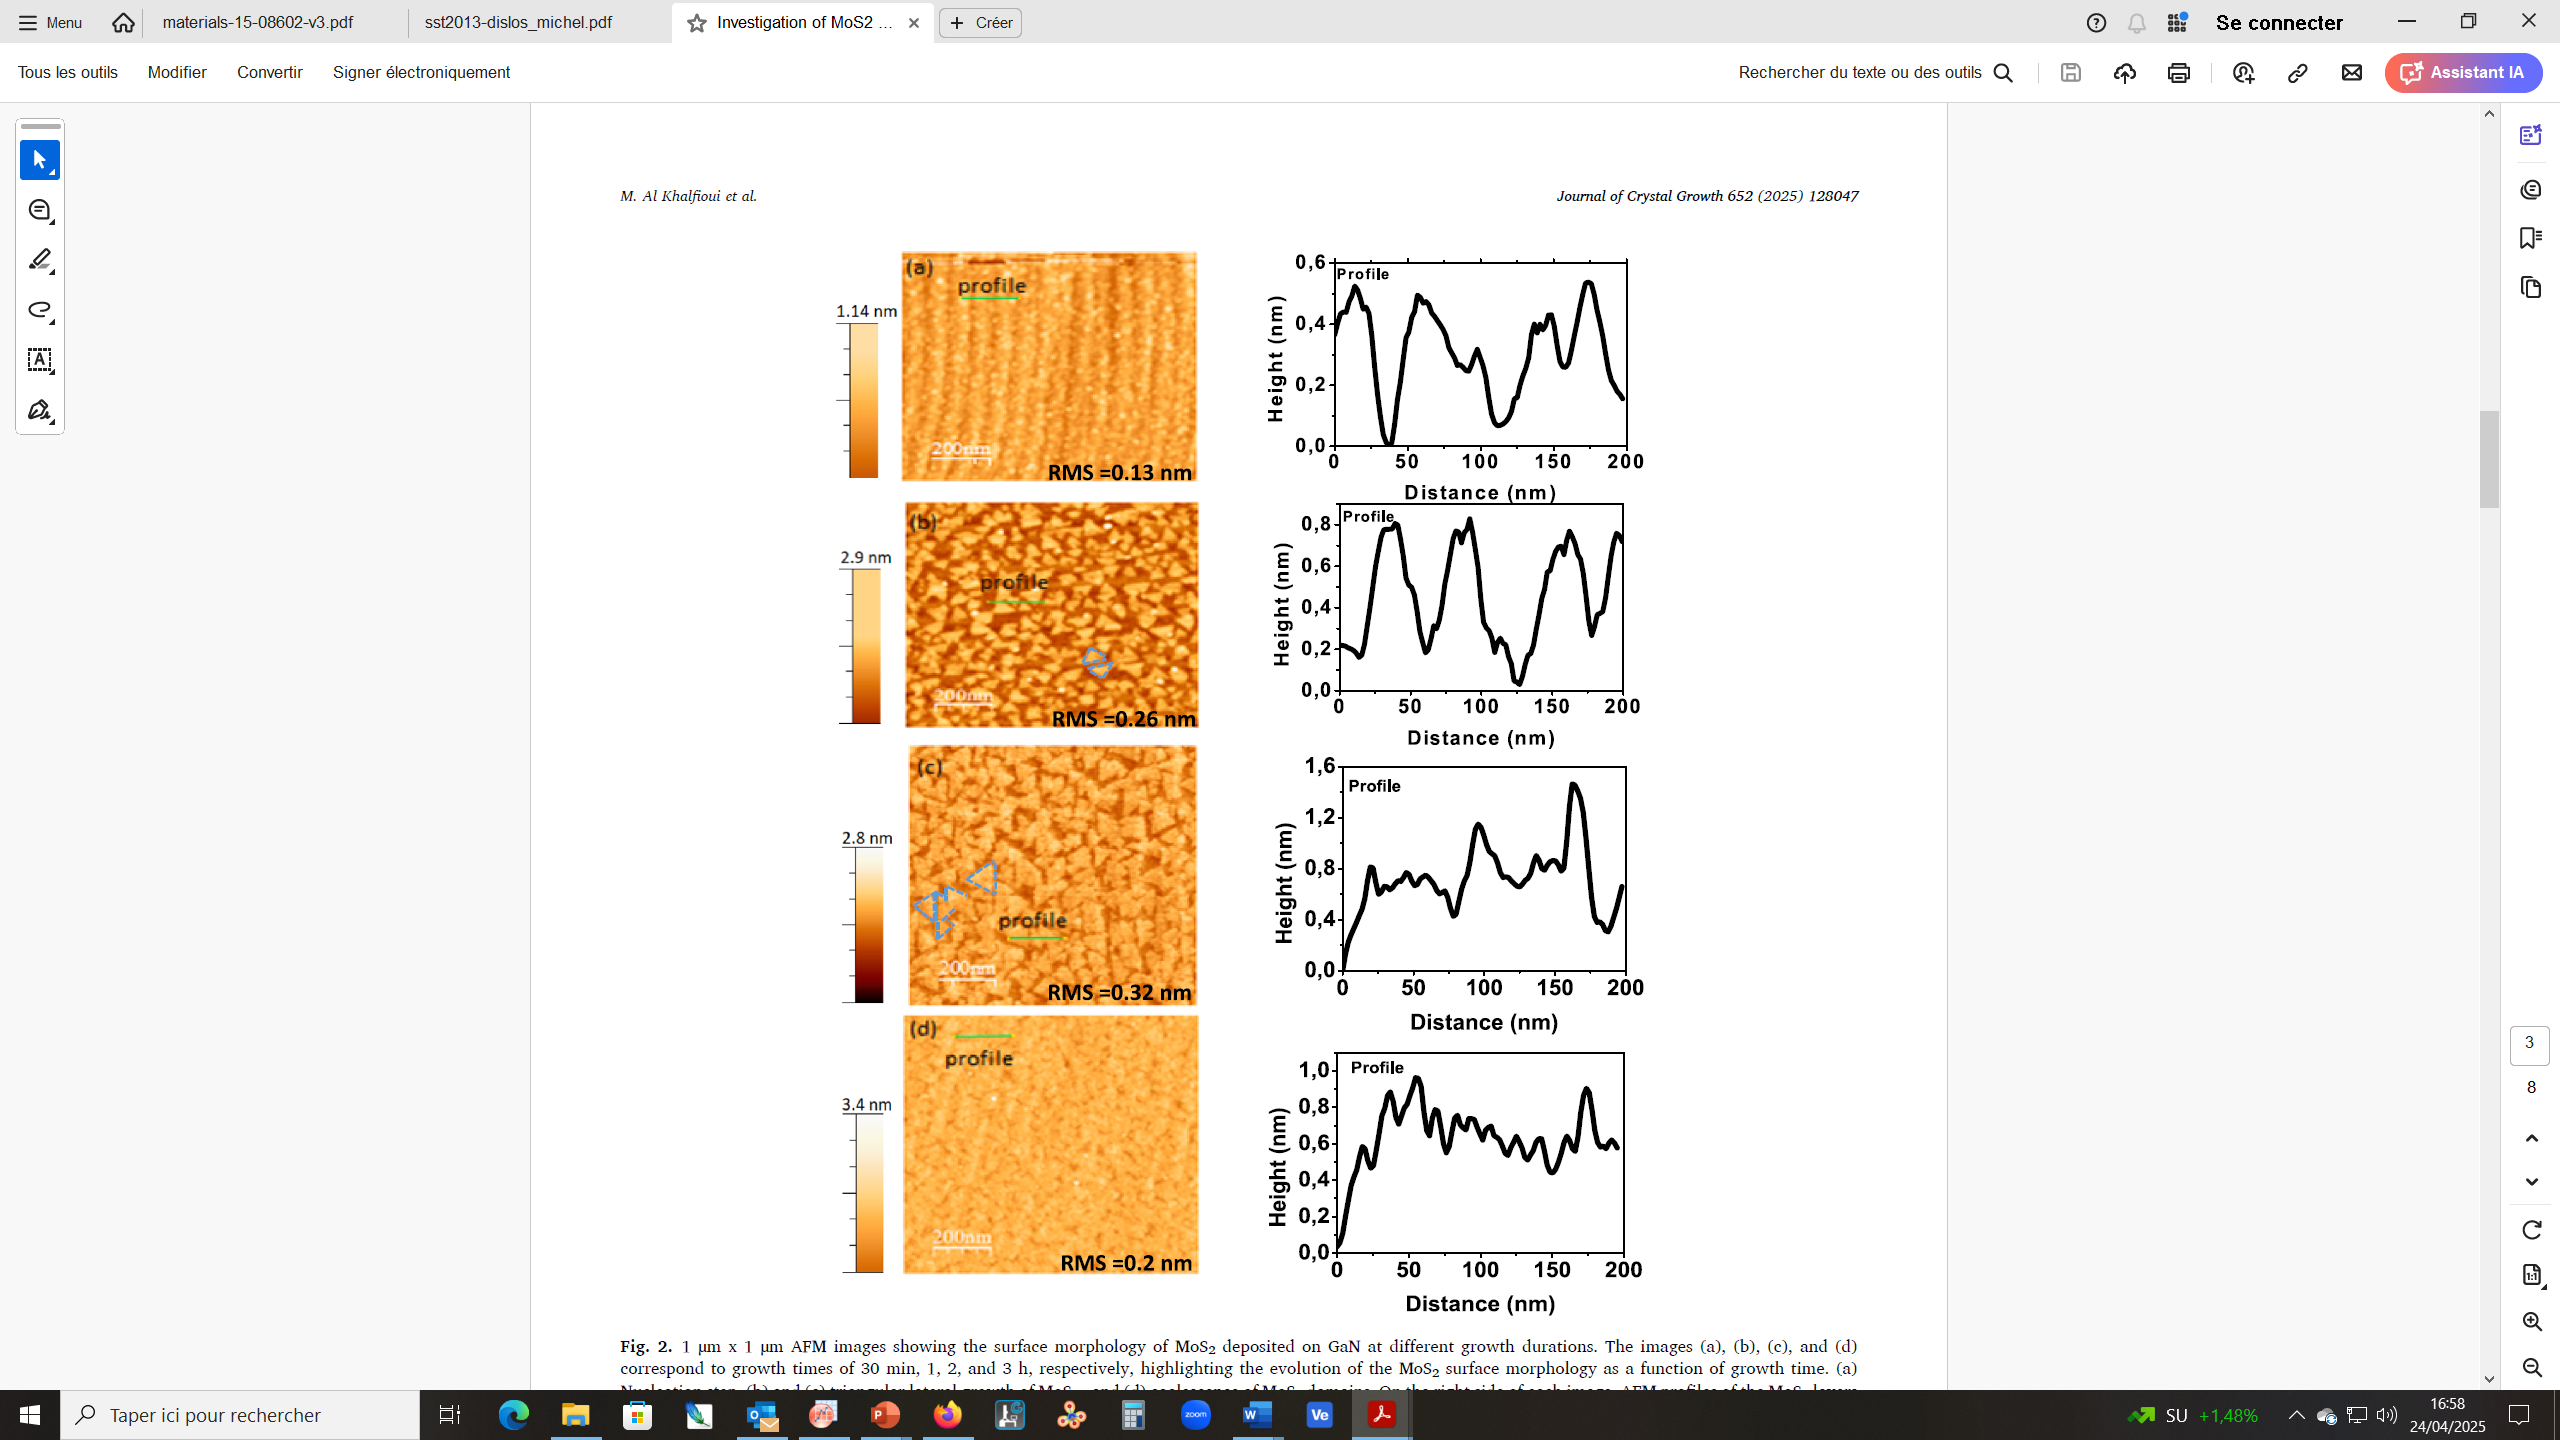 Menu
materials-15-08602-v3.pdf
sst2013-dislos_michel.pdf
Investigation of MoS2 ...
Créer
Se connecter
Tous les outils
Modifier
Convertir
Signer électroniquement
Rechercher du texte ou des outils
Assistant IA
M. Al Khalfioui et al.
Journal of Crystal Growth 652 (2025) 128047
1.14 nm
(a)
profile
200nm
RMS =0.13 nm
Profile
Height (nm)
0,6
0,4
0,2
0,0
0 50 100 150 200
Distance (nm)
2.9 nm
(b)
profile
200nm
RMS =0.26 nm
Profile
Height (nm)
0,8
0,6
0,4
0,2
0,0
0 50 100 150 200
Distance (nm)
2.8 nm
(c)
profile
200nm
RMS =0.32 nm
Profile
Height (nm)
1,6
1,2
0,8
0,4
0,0
0 50 100 150 200
Distance (nm)
3.4 nm
(d)
profile
200nm
RMS =0.2 nm
Profile
Height (nm)
1,0
0,8
0,6
0,4
0,2
0,0
0 50 100 150 200
Distance (nm)
Fig. 2. 1 µm x 1 µm AFM images showing the surface morphology of MoS₂ deposited on GaN at different growth durations. The images (a), (b), (c), and (d)
correspond to growth times of 30 min, 1, 2, and 3 h, respectively, highlighting the evolution of the MoS₂ surface morphology as a function of growth time. (a)
3
8
Taper ici pour rechercher
zoom
Ve
SU +1,48%
16:58
24/04/2025